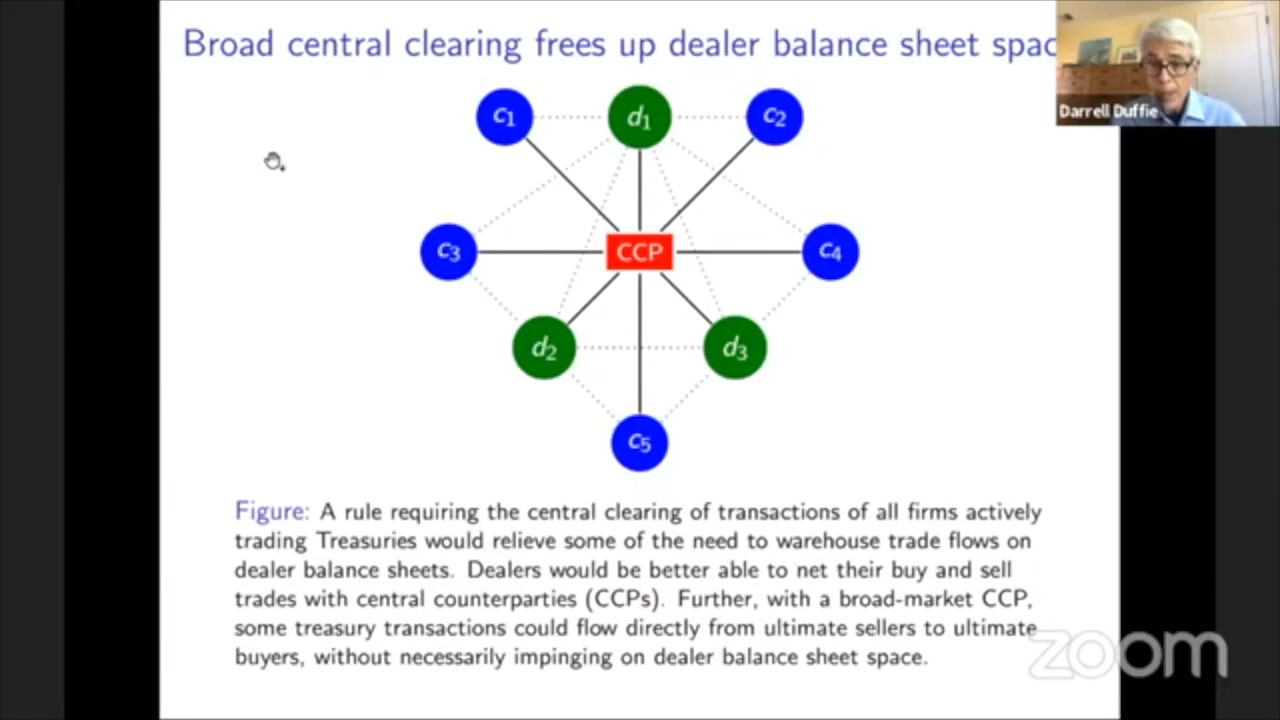 Broad central clearing frees up dealer balance sheet spac
Darrell Duffie
c1
d1
c2
c3
CCP
c4
d2
d3
c5
Figure: A rule requiring the central clearing of transactions of all firms actively
trading Treasuries would relieve some of the need to warehouse trade flows on
dealer balance sheets. Dealers would be better able to net their buy and sell
trades with central counterparties (CCPs). Further, with a broad-market CCP,
some treasury transactions could flow directly from ultimate sellers to ultimate
buyers, without necessarily impinging on dealer balance sheet space.
zoom